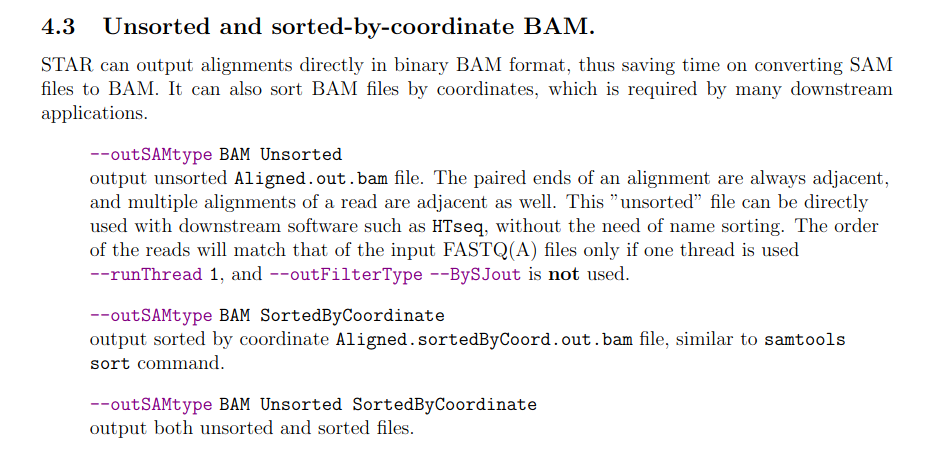 4.3 Unsorted and sorted-by-coordinate BAM.
STAR can output alignments directly in binary BAM format, thus saving time on converting SAM
files to BAM. It can also sort BAM files by coordinates, which is required by many downstream
applications.
--outSAMtype BAM Unsorted
output unsorted Aligned.out.bam file. The paired ends of an alignment are always adjacent,
and multiple alignments of a read are adjacent as well. This ”unsorted” file can be directly
used with downstream software such as HTseq, without the need of name sorting. The order
of the reads will match that of the input FASTQ(A) files only if one thread is used
--runThread 1, and --outFilterType --BySJout is not used.
--outSAMtype BAM SortedByCoordinate
output sorted by coordinate Aligned.sortedByCoord.out.bam file, similar to samtools
sort command.
--outSAMtype BAM Unsorted SortedByCoordinate
output both unsorted and sorted files.